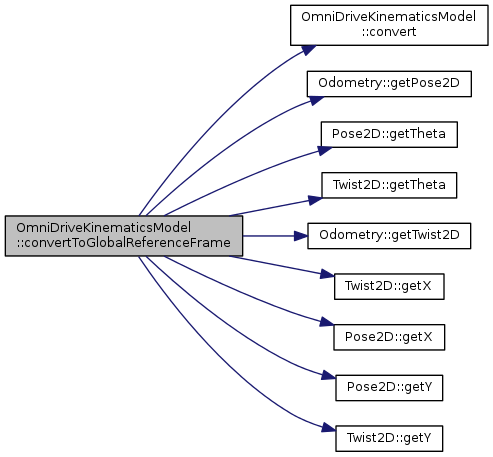 OmniDriveKinematicsModel
::convert
Odometry::getPose2D
Pose2D::getTheta
Twist2D::getTheta
OmniDriveKinematicsModel
::convertToGlobalReferenceFrame
Odometry::getTwist2D
Twist2D::getX
Pose2D::getX
Pose2D::getY
Twist2D::getY